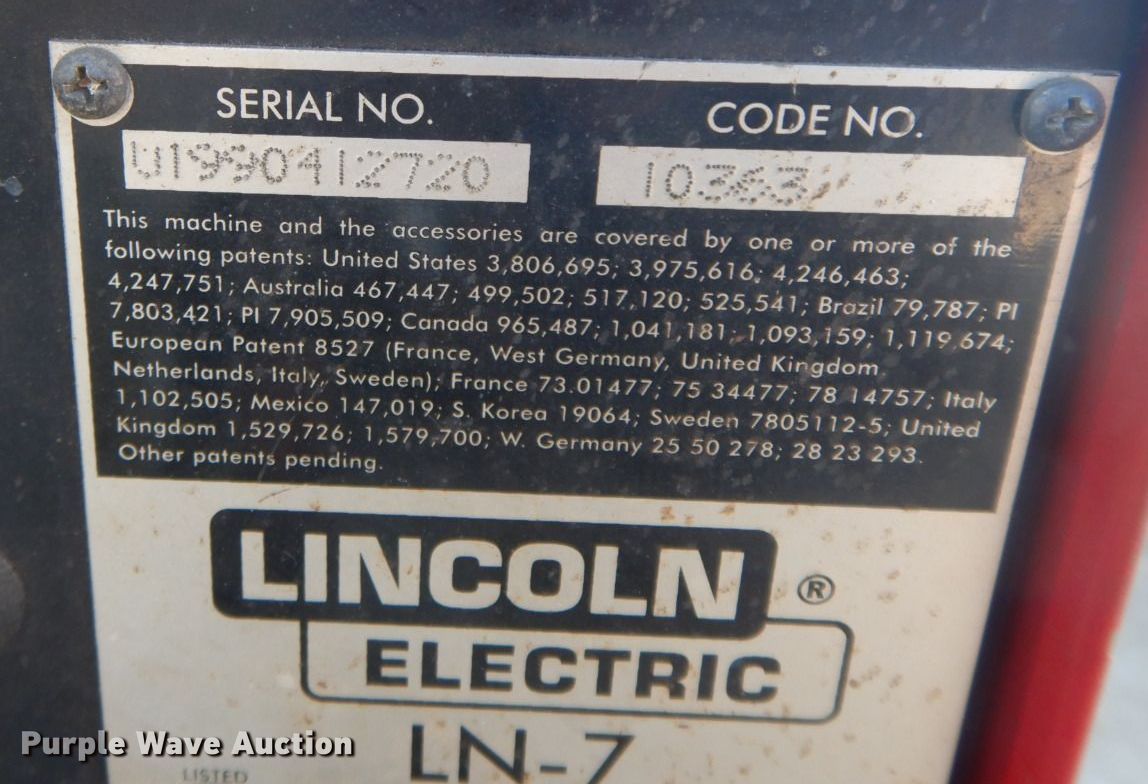 SERIAL NO.
CODE NO.
U1990412720
10363
This machine and the accessories are covered by one or more of the
following patents: United States 3,806,695; 3,975,616; 4,246,463;
4,247,751; Australia 467,447; 499,502; 517,120; 525,541; Brazil 79,787; PI
7,803,421; PI 7,905,509; Canada 965,487; 1,041,181; 1,093,159; 1,119,674;
European Patent 8527 (France, West Germany, United Kingdom
Netherlands, Italy, Sweden); France 73.01477; 75 34477; 78 14757; Italy
1,102,505; Mexico 147,019; S. Korea 19064; Sweden 7805112-5; United
Kingdom 1,529,726; 1,579,700; W. Germany 25 50 278; 28 23 293.
Other patents pending.
LINCOLN ®
ELECTRIC
LN-7
LISTED
Purple Wave Auction